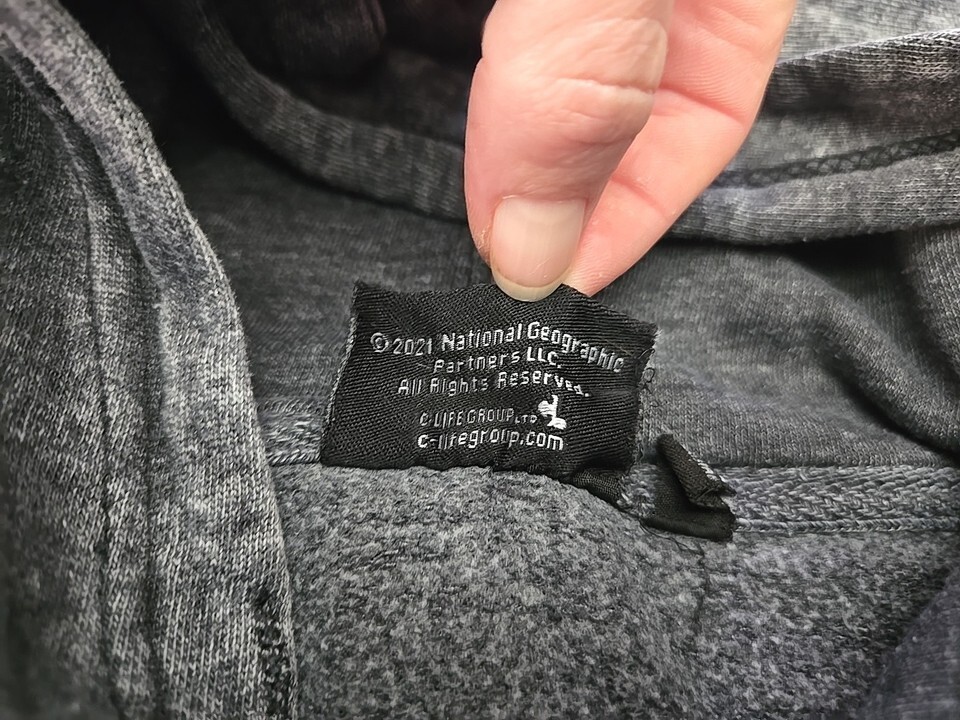 © 2021 National Geographic
Partners LLC.
All Rights Reserved.
C-LIFE GROUP LTD
c-lifegroup.com